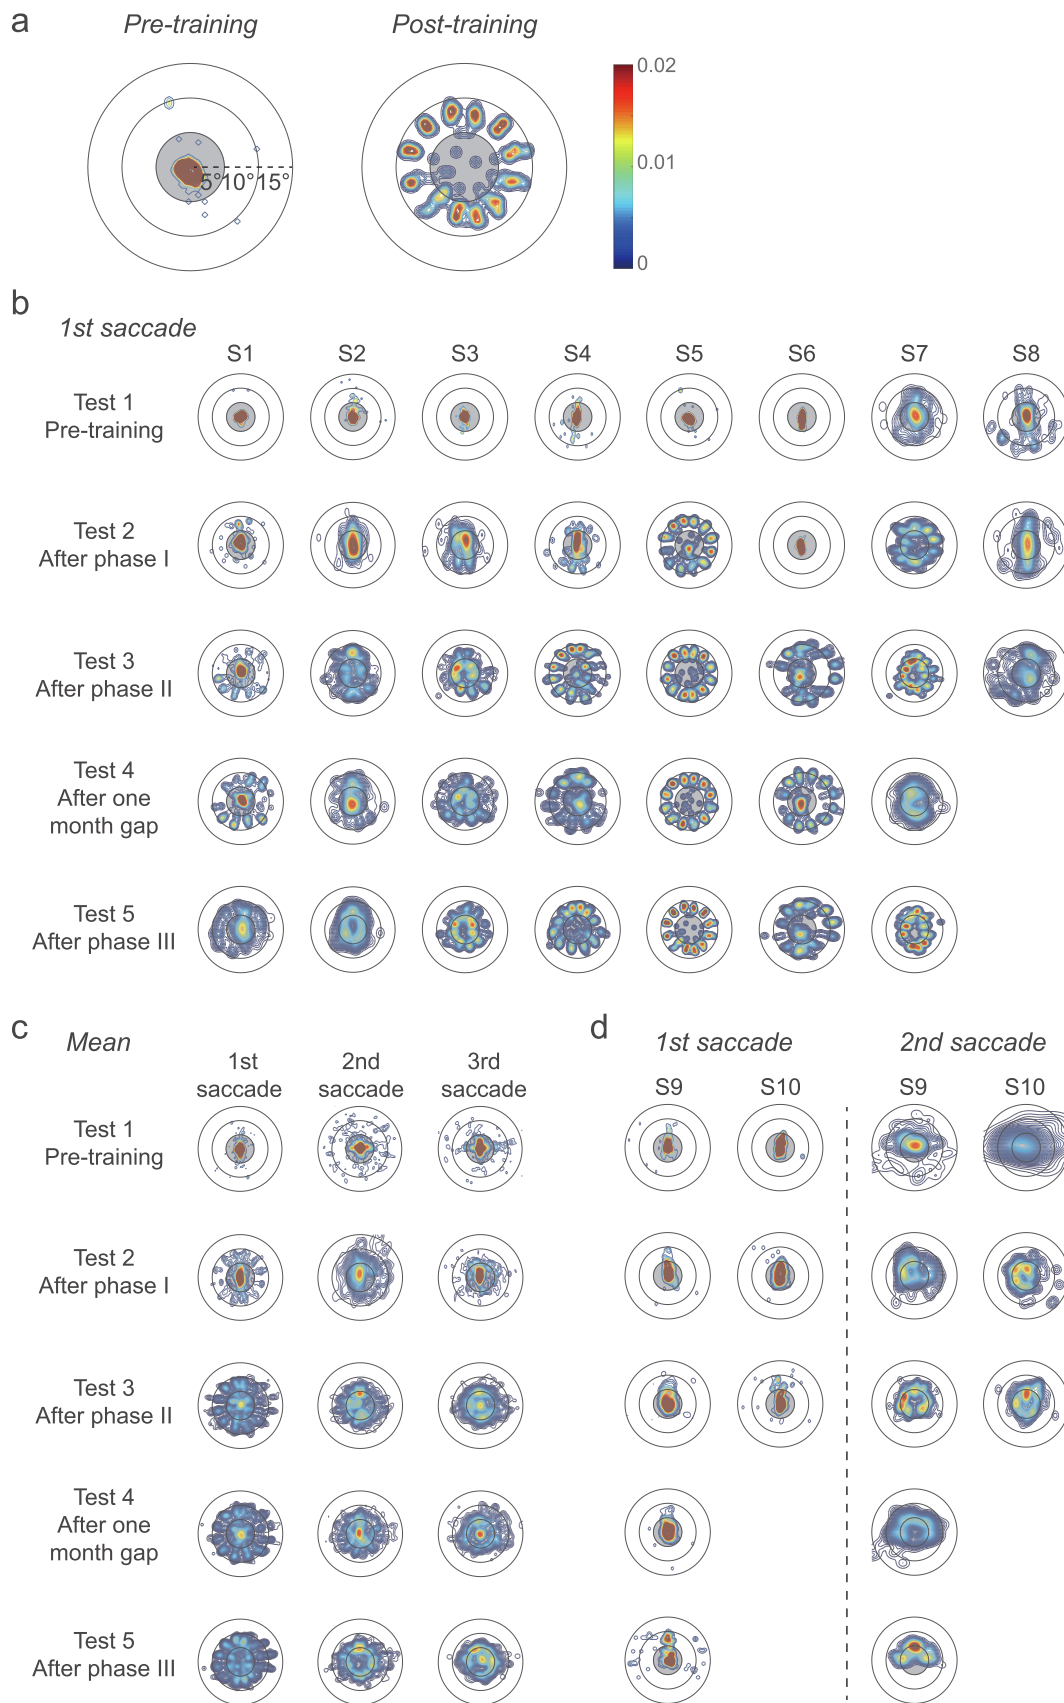 a
Pre-training
Post-training
5° 10° 15°
0.02
0.01
0
b
1st saccade
S1 S2 S3 S4 S5 S6 S7 S8
Test 1
Pre-training
Test 2
After phase I
Test 3
After phase II
Test 4
After one
month gap
Test 5
After phase III
c
Mean
1st
saccade
2nd
saccade
3rd
saccade
Test 1
Pre-training
Test 2
After phase I
Test 3
After phase II
Test 4
After one
month gap
Test 5
After phase III
d
1st saccade
2nd saccade
S9 S10 S9 S10